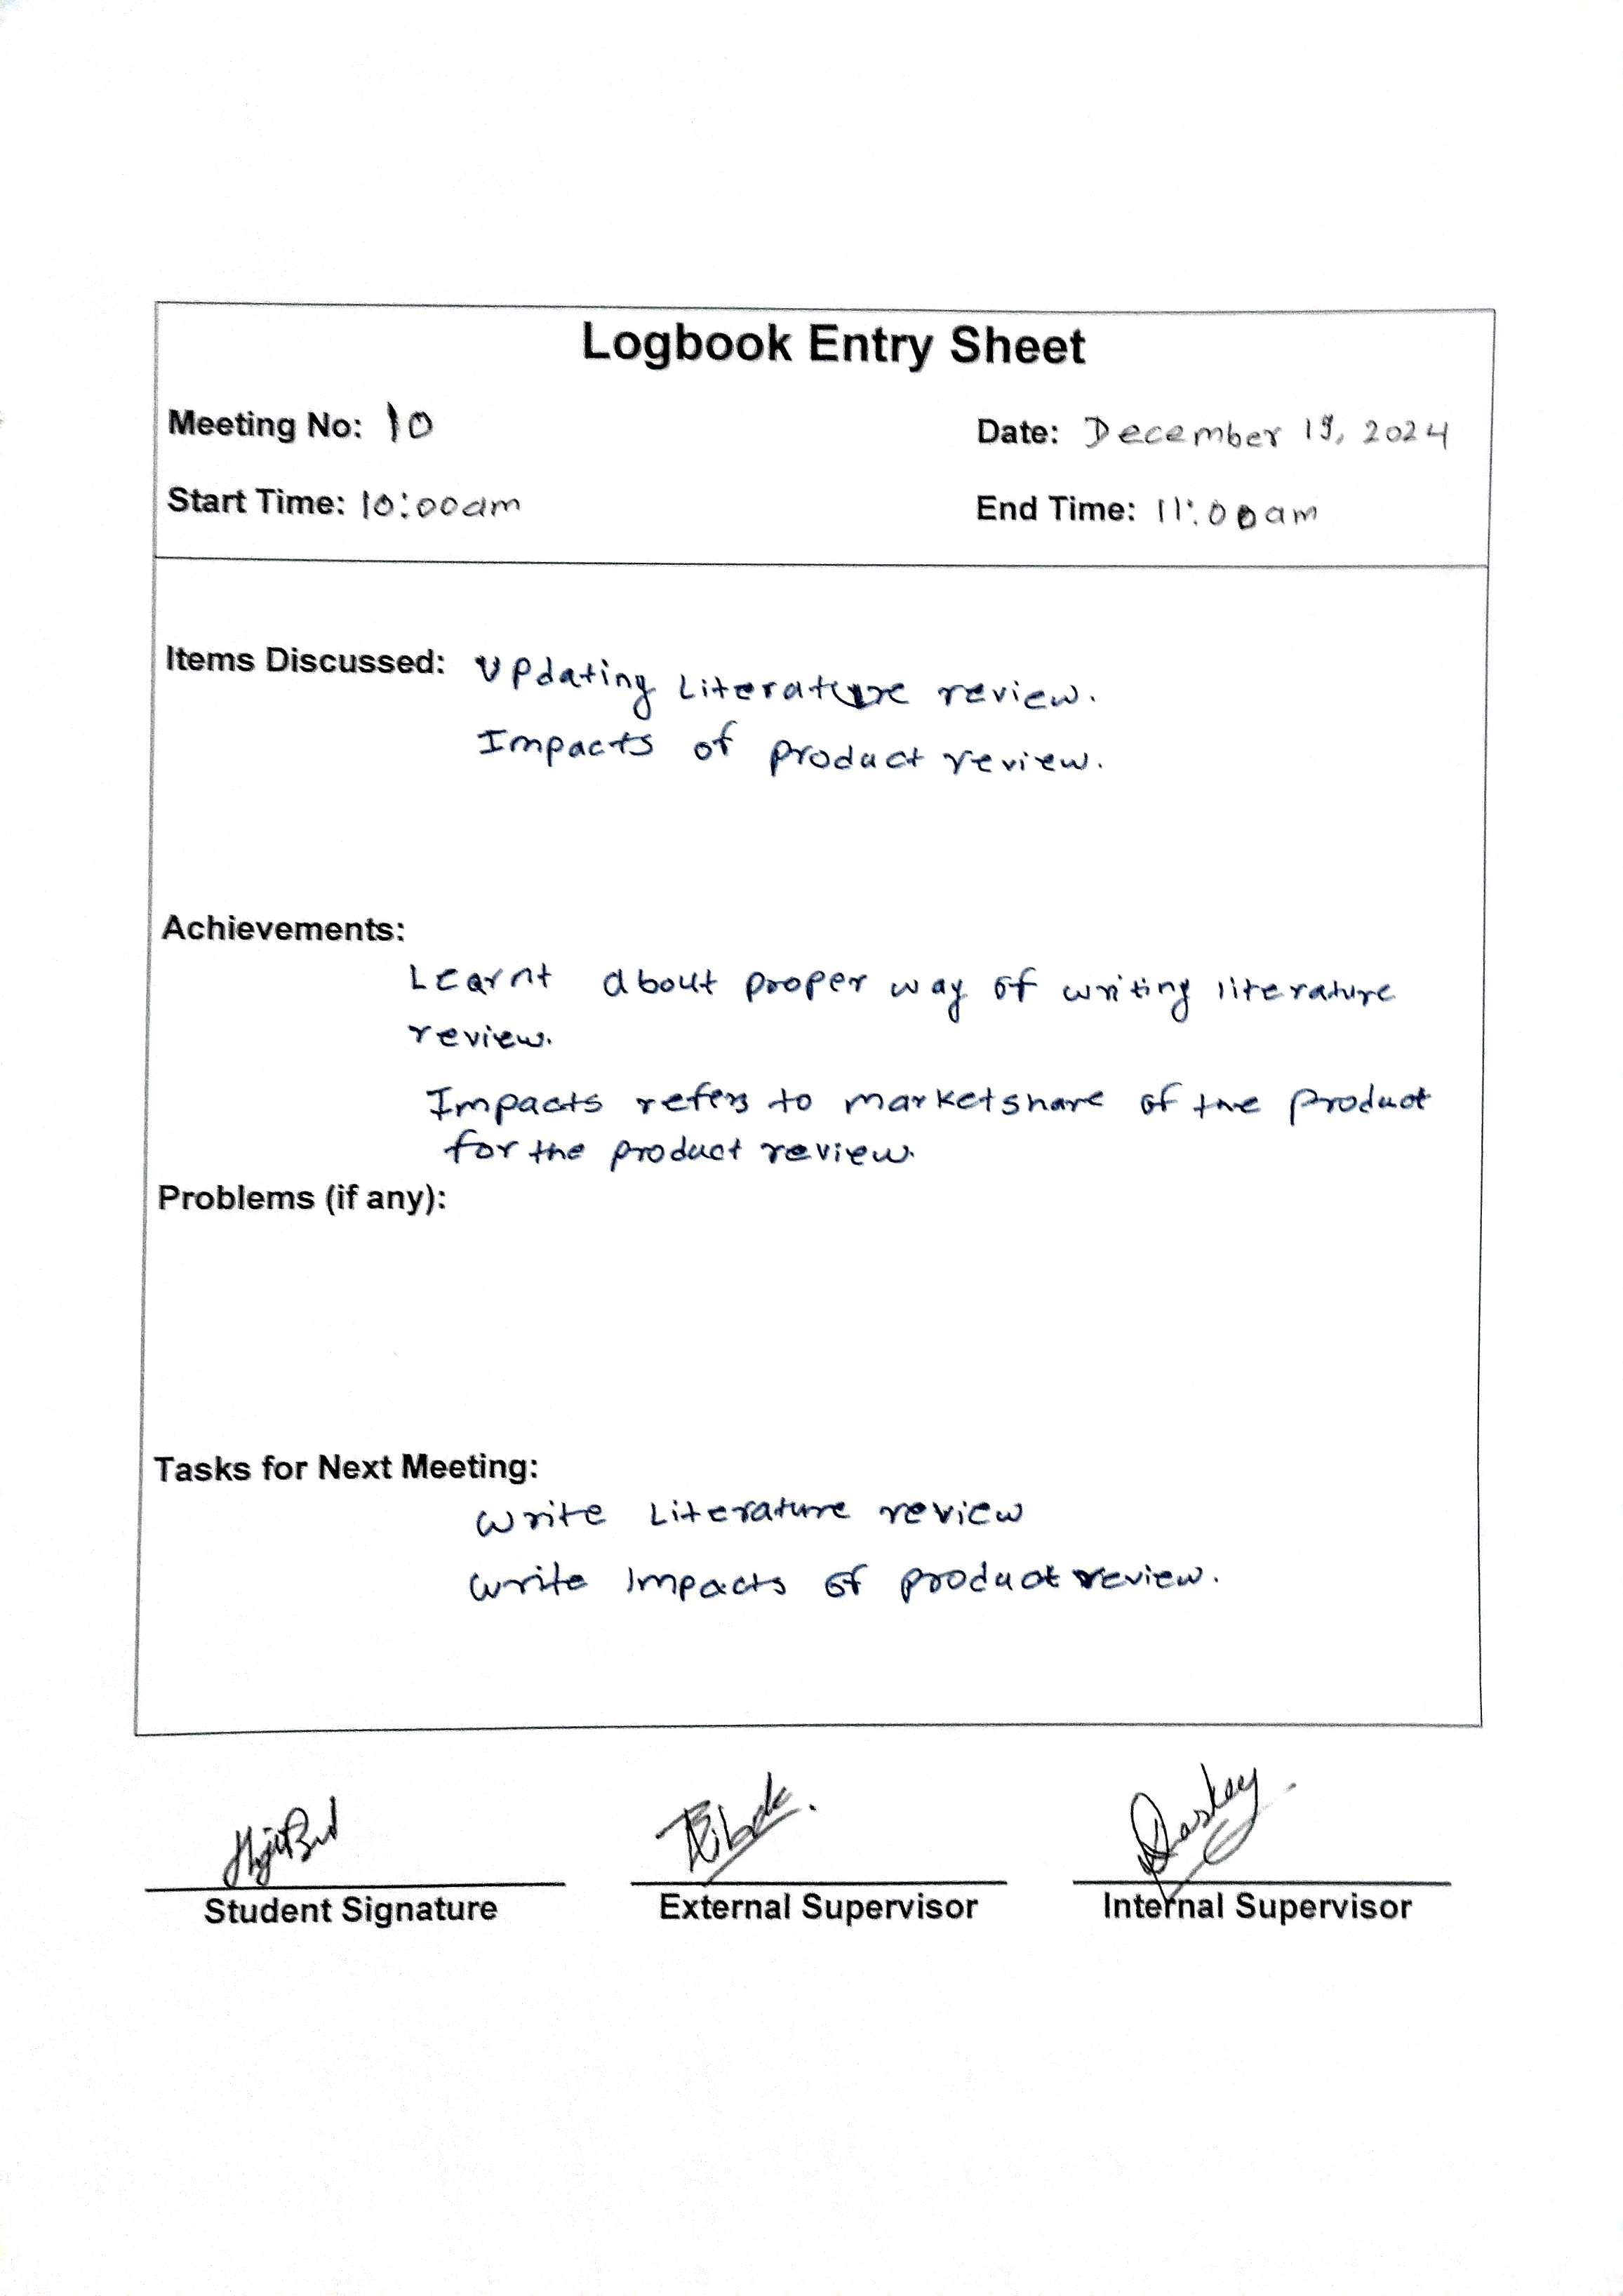 Logbook Entry Sheet
Meeting No: 10
Date: December 19, 2024
Start Time: 10:00am
End Time: 11:00am
Items Discussed: Updating Literature review.
Impacts of product review.
Achievements:
Learnt about proper way of writing literature
review.
Impacts refers to marketshare of the product
for the product review.
Problems (if any):
Tasks for Next Meeting:
write Literature review
write Impacts of product review.
Student Signature
External Supervisor
Internal Supervisor